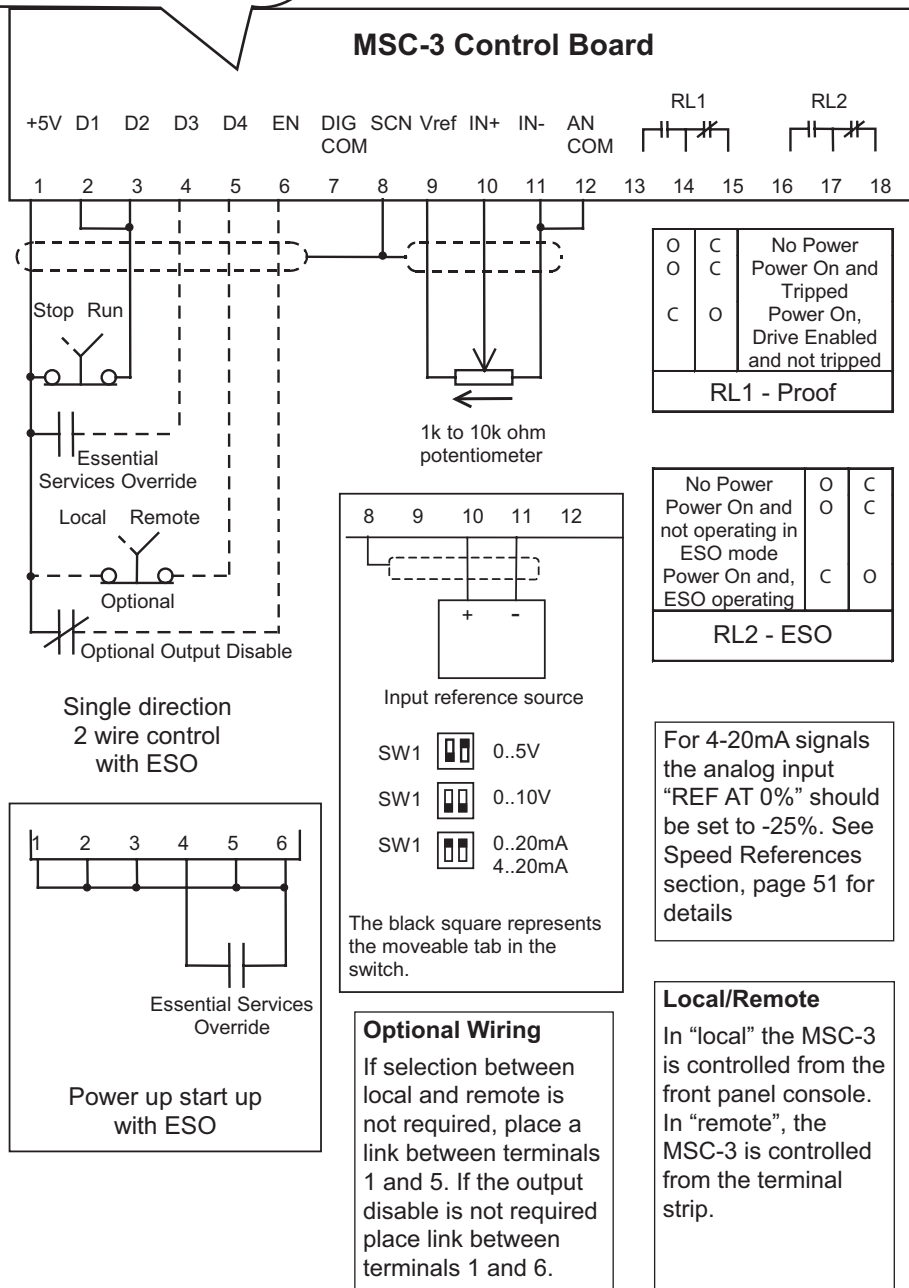 MSC-3 Control Board
RL1 RL2
+5V D1 D2 D3 D4 EN DIG COM SCN Vref IN+ IN- AN COM
1 2 3 4 5 6 7 8 9 10 11 12 13 14 15 16 17 18
Stop Run
Essential
Services Override
Local Remote
Optional
Optional Output Disable
Single direction
2 wire control
with ESO
1k to 10k ohm
potentiometer
O C No Power
O C Power On and
Tripped
C O Power On,
Drive Enabled
and not tripped
RL1 - Proof
No Power O C
Power On and O C
not operating in
ESO mode
Power On and, C O
ESO operating
RL2 - ESO
8 9 10 11 12
+ -
Input reference source
SW1 0..5V
SW1 0..10V
SW1 0..20mA
4..20mA
The black square represents
the moveable tab in the
switch.
For 4-20mA signals
the analog input
“REF AT 0%” should
be set to -25%. See
Speed References
section, page 51 for
details
1 2 3 4 5 6
Essential Services
Override
Power up start up
with ESO
Optional Wiring
If selection between
local and remote is
not required, place a
link between terminals
1 and 5. If the output
disable is not required
place link between
terminals 1 and 6.
Local/Remote
In “local” the MSC-3
is controlled from the
front panel console.
In “remote”, the
MSC-3 is controlled
from the terminal
strip.